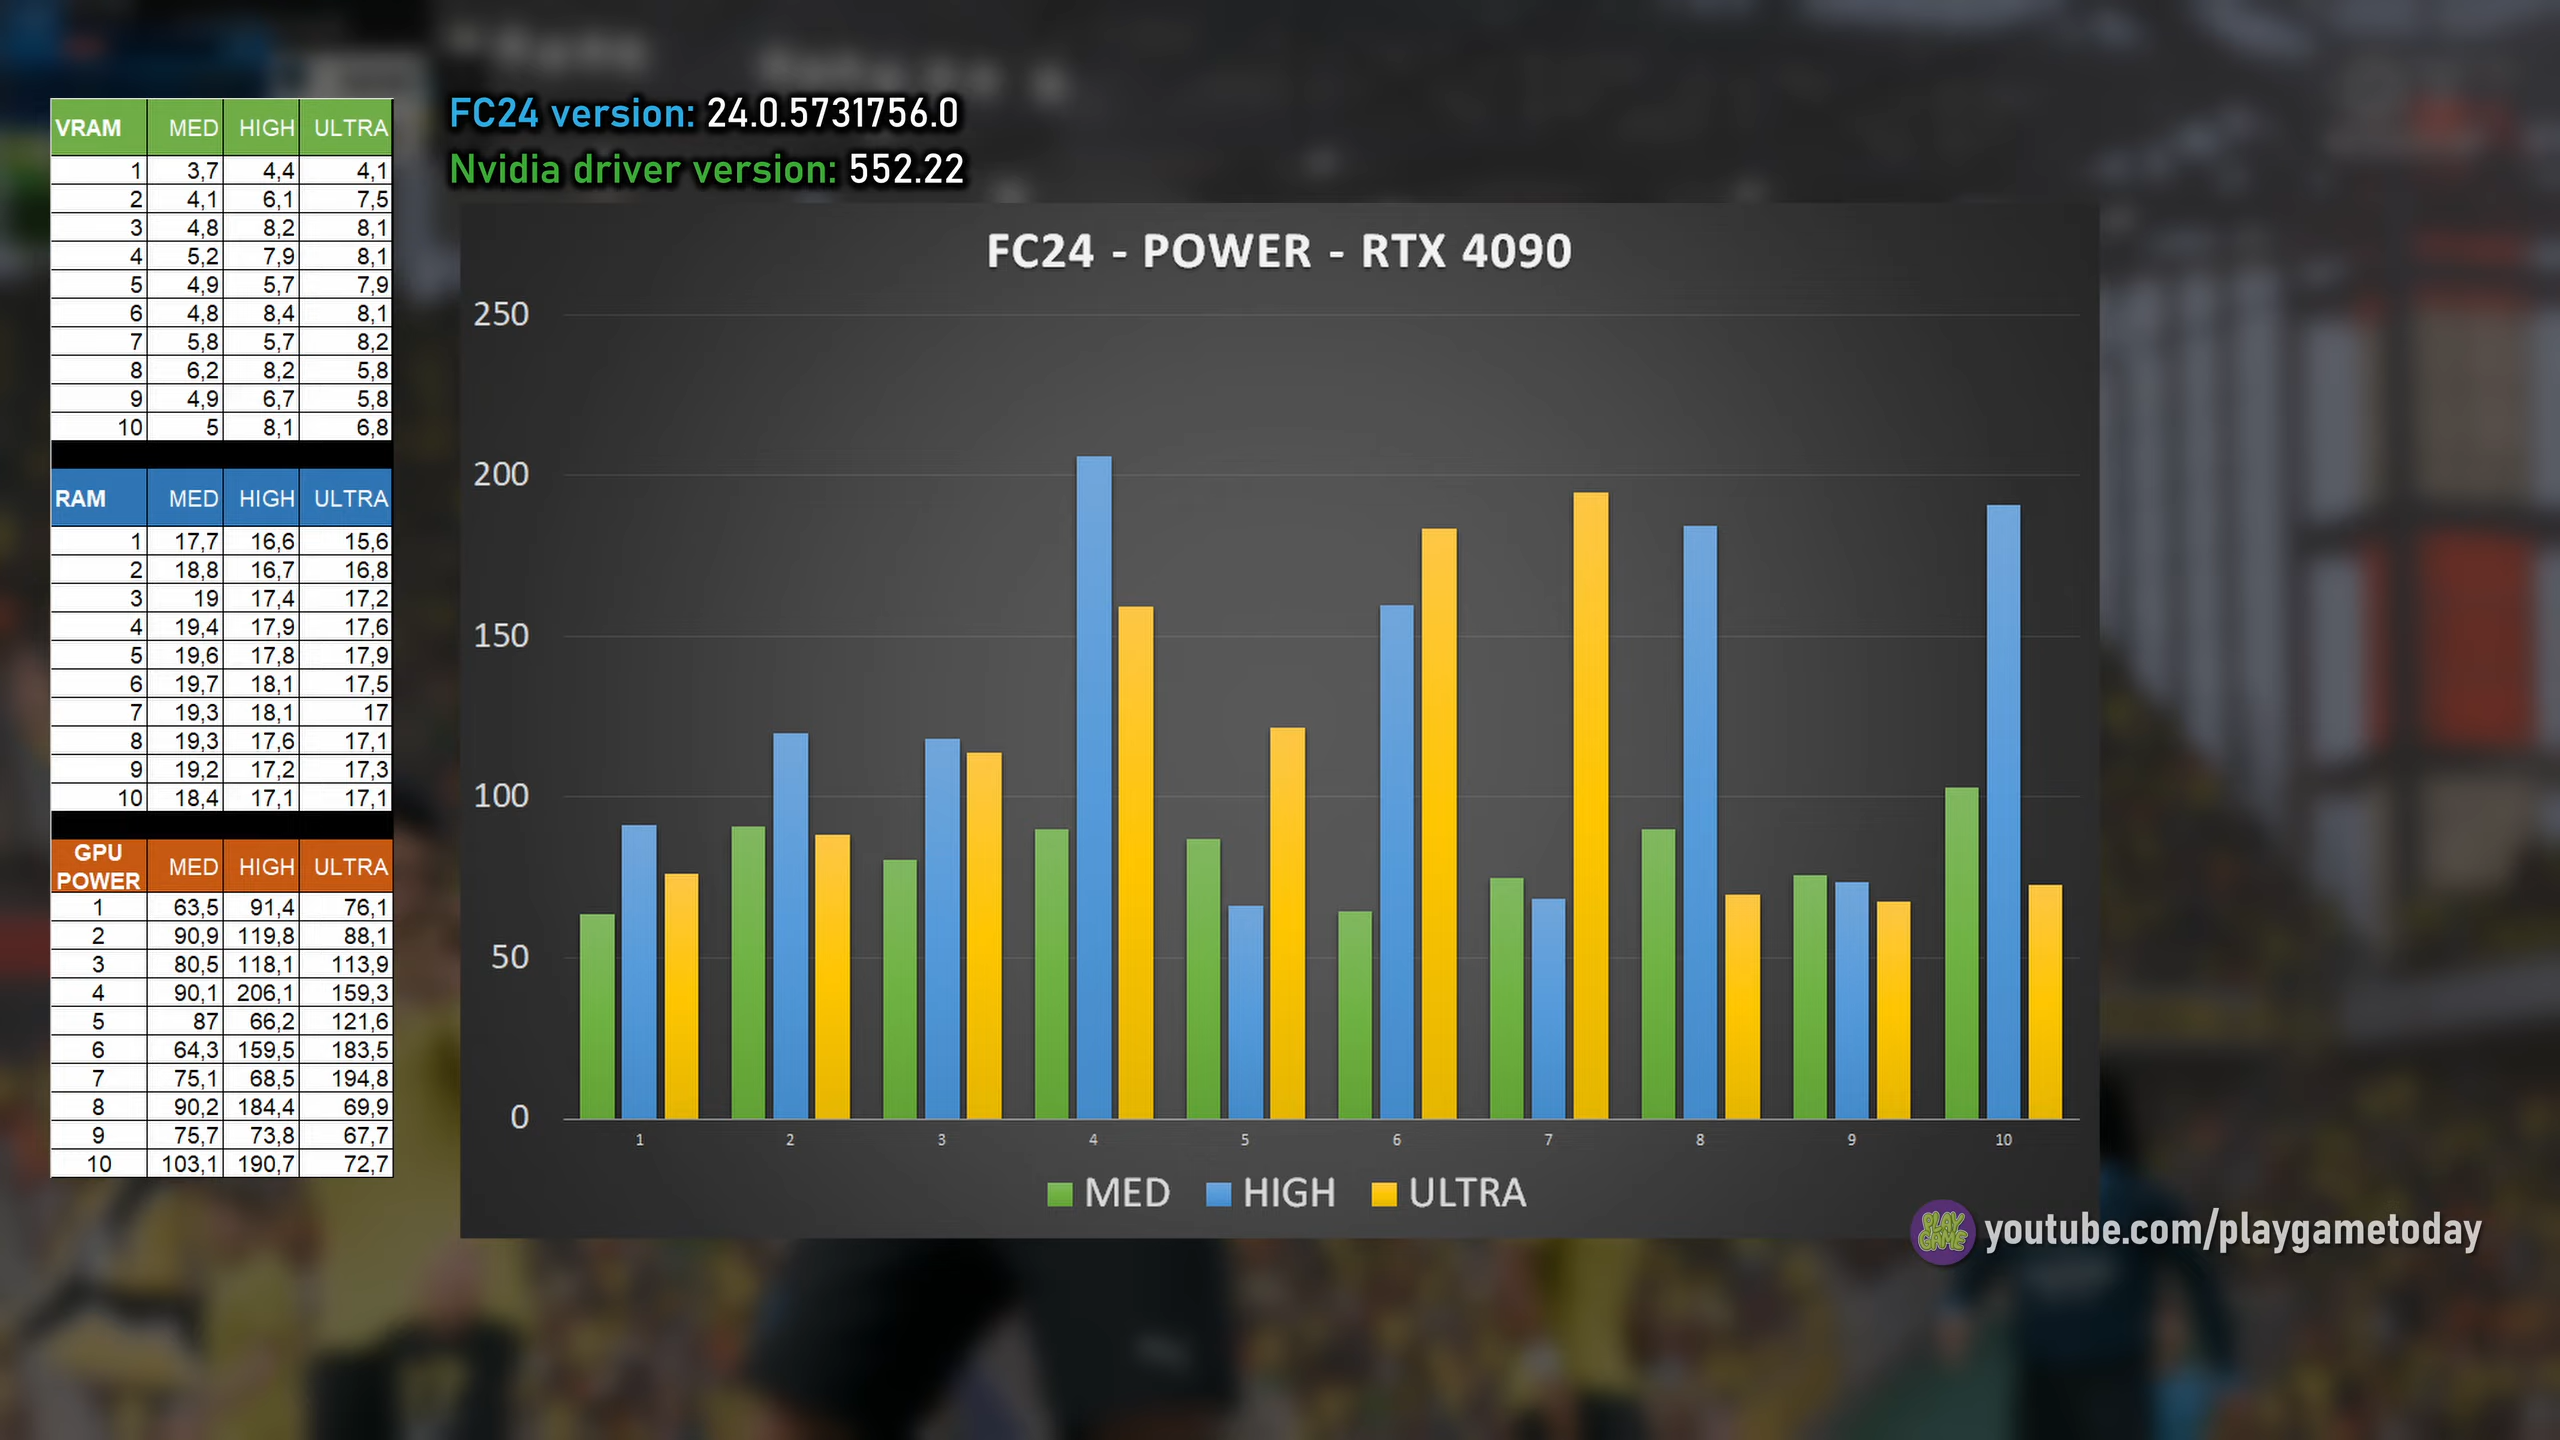 VRAM MED HIGH ULTRA
1 3,7 4,4 4,1
2 4,1 6,1 7,5
3 4,8 8,2 8,1
4 5,2 7,9 8,1
5 4,9 5,7 7,9
6 4,8 8,4 8,1
7 5,8 5,7 8,2
8 6,2 8,2 5,8
9 4,9 6,7 5,8
10 5 8,1 6,8
RAM MED HIGH ULTRA
1 17,7 16,6 15,6
2 18,8 16,7 16,8
3 19 17,4 17,2
4 19,4 17,9 17,6
5 19,6 17,8 17,9
6 19,7 18,1 17,5
7 19,3 18,1 17
8 19,3 17,6 17,1
9 19,2 17,2 17,3
10 18,4 17,1 17,1
GPU POWER MED HIGH ULTRA
1 63,5 91,4 76,1
2 90,9 119,8 88,1
3 80,5 118,1 113,9
4 90,1 206,1 159,3
5 87 66,2 121,6
6 64,3 159,5 183,5
7 75,1 68,5 194,8
8 90,2 184,4 69,9
9 75,7 73,8 67,7
10 103,1 190,7 72,7
FC24 version: 24.0.5731756.0
Nvidia driver version: 552.22
FC24 - POWER - RTX 4090
250
200
150
100
50
0
1 2 3 4 5 6 7 8 9 10
MED HIGH ULTRA
PLAY GAME youtube.com/playgametoday